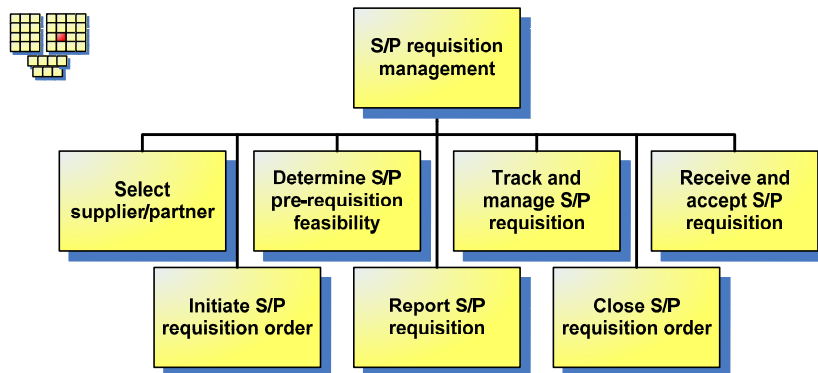 S/P requisition
management
Select
supplier/partner
Determine S/P
pre-requisition
feasibility
Track and
manage S/P
requisition
Receive and
accept S/P
requisition
Initiate S/P
requisition order
Report S/P
requisition
Close S/P
requisition order